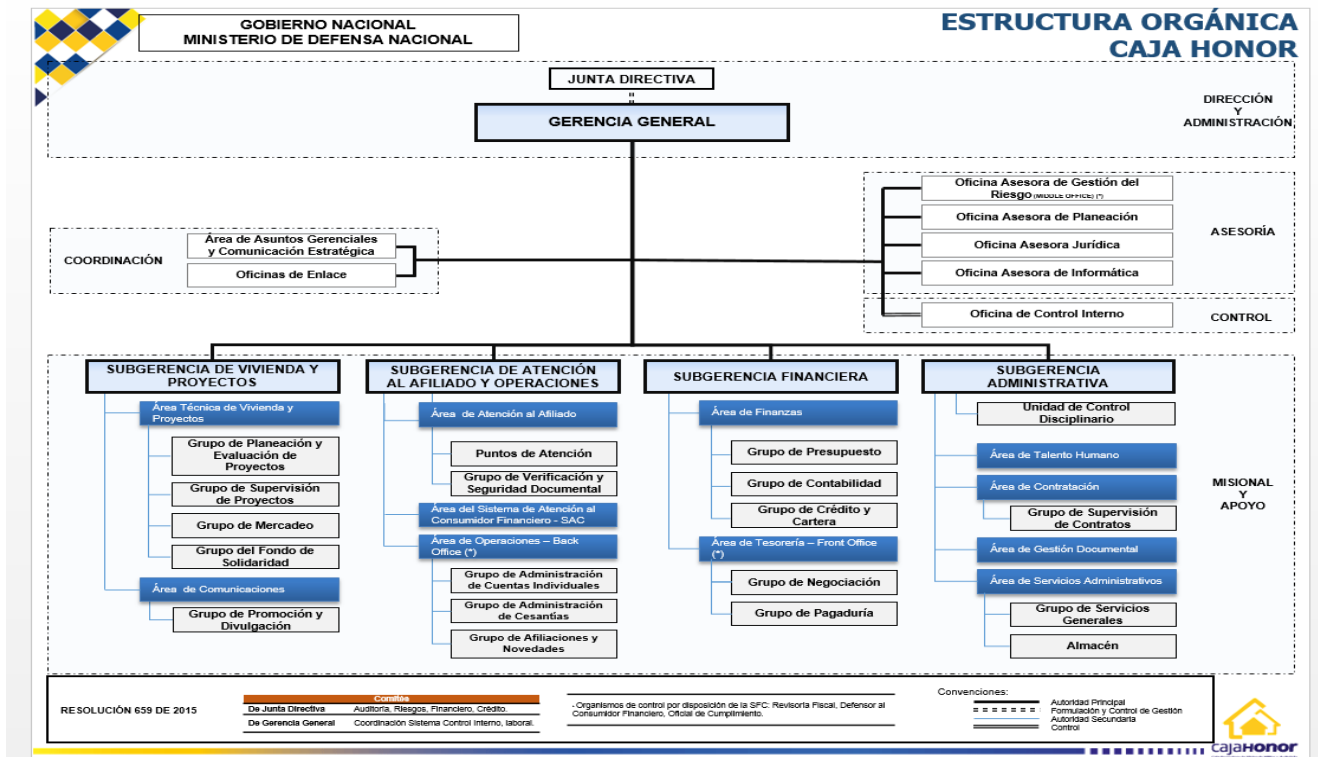 GOBIERNO NACIONAL
MINISTERIO DE DEFENSA NACIONAL
ESTRUCTURA ORGÁNICA
CAJA HONOR
JUNTA DIRECTIVA
GERENCIA GENERAL
DIRECCIÓN
Y
ADMINISTRACIÓN
Oficina Asesora de Gestión del
Riesgo (MIDDLE OFFICE) (*)
Oficina Asesora de Planeación
Oficina Asesora Jurídica
Oficina Asesora de Informática
ASESORÍA
Oficina de Control Interno
CONTROL
COORDINACIÓN
Área de Asuntos Gerenciales
y Comunicación Estratégica
Oficinas de Enlace
SUBGERENCIA DE VIVIENDA Y
PROYECTOS
Área Técnica de Vivienda y
Proyectos
Grupo de Planeación y
Evaluación de
Proyectos
Grupo de Supervisión
de Proyectos
Grupo de Mercadeo
Grupo del Fondo de
Solidaridad
Área de Comunicaciones
Grupo de Promoción y
Divulgación
SUBGERENCIA DE ATENCIÓN
AL AFILIADO Y OPERACIONES
Área de Atención al Afiliado
Puntos de Atención
Grupo de Verificación y
Seguridad Documental
Área del Sistema de Atención al
Consumidor Financiero - SAC
Área de Operaciones – Back
Office (*)
Grupo de Administración
de Cuentas Individuales
Grupo de Administración
de Cesantías
Grupo de Afiliaciones y
Novedades
SUBGERENCIA FINANCIERA
Área de Finanzas
Grupo de Presupuesto
Grupo de Contabilidad
Grupo de Crédito y
Cartera
Área de Tesorería – Front Office
(*)
Grupo de Negociación
Grupo de Pagaduría
SUBGERENCIA
ADMINISTRATIVA
Unidad de Control
Disciplinario
Área de Talento Humano
Área de Contratación
Grupo de Supervisión
de Contratos
Área de Gestión Documental
Área de Servicios Administrativos
Grupo de Servicios
Generales
Almacén
MISIONAL
Y
APOYO
RESOLUCIÓN 659 DE 2015
Comités
De Junta Directiva Auditoría, Riesgos, Financiero, Crédito.
De Gerencia General Coordinación Sistema Control Interno, laboral.
- Organismos de control por disposición de la SFC: Revisoría Fiscal, Defensor al
Consumidor Financiero, Oficial de Cumplimiento.
Convenciones:
Autoridad Principal
Formulación y Control de Gestión
Autoridad Secundaria
Control
CajaHonor